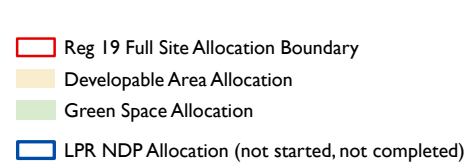 Reg 19 Full Site Allocation Boundary
Developable Area Allocation
Green Space Allocation
LPR NDP Allocation (not started, not completed)